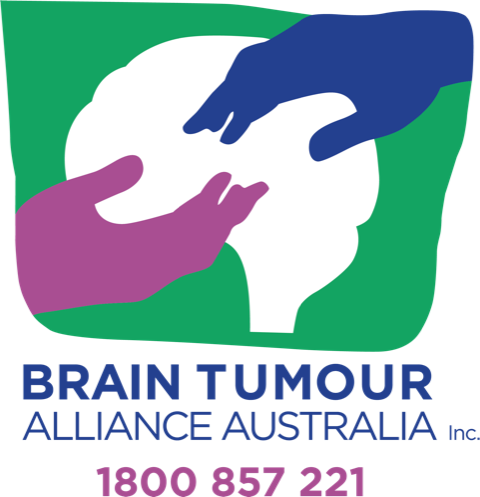 BRAIN TUMOUR
ALLIANCE AUSTRALIA Inc.
1800 857 221